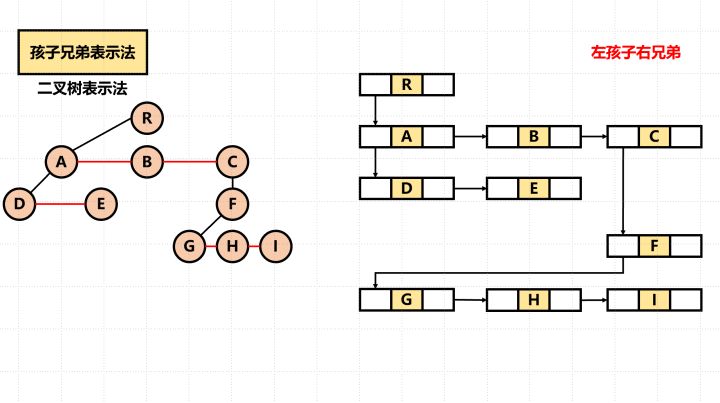 孩子兄弟表示法
二叉树表示法
R
A B C
D E F
G H I
左孩子右兄弟
R
A B C
D E
F
G H I